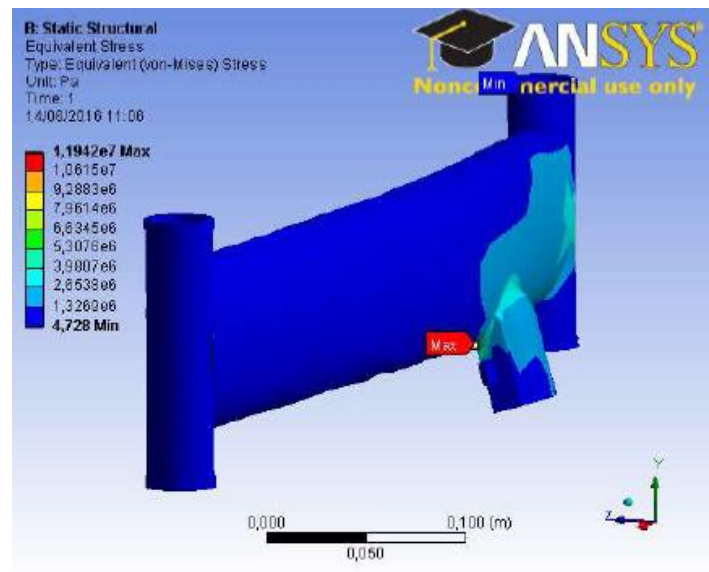 B: Static Structural
Equivalent Stress
Type: Equivalent (von-Mises) Stress
Unit: Pa
Time: 1
14/06/2016 11:06
1,1942e7 Max
1,0615e7
9,2883e6
7,9614e6
6,6345e6
5,3076e6
3,9807e6
2,6538e6
1,3269e6
4,728 Min
ANSYS
Min
use only
Max
Y
Z
0,000
0,100 (m)
0,050